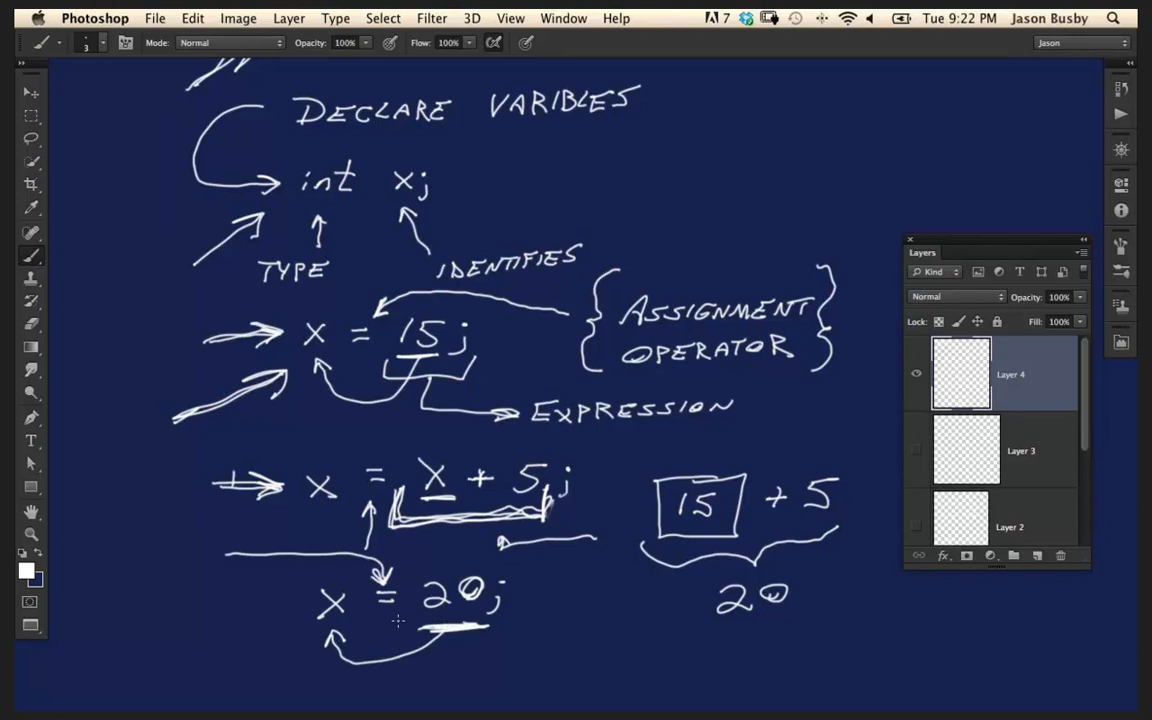 Photoshop File Edit Image Layer Type Select Filter 3D View Window Help 7 Tue 9:22 PM Jason Busby
3 Mode: Normal Opacity: 100% Flow: 100% Jason
DECLARE VARIBLES
int x;
TYPE IDENTIFIES
x = 15;
{ ASSIGNMENT OPERATOR }
EXPRESSION
x = x + 5; 15 + 5
x = 20; 20
Layers
Kind
Normal Opacity: 100%
Lock: Fill: 100%
Layer 4
Layer 3
Layer 2